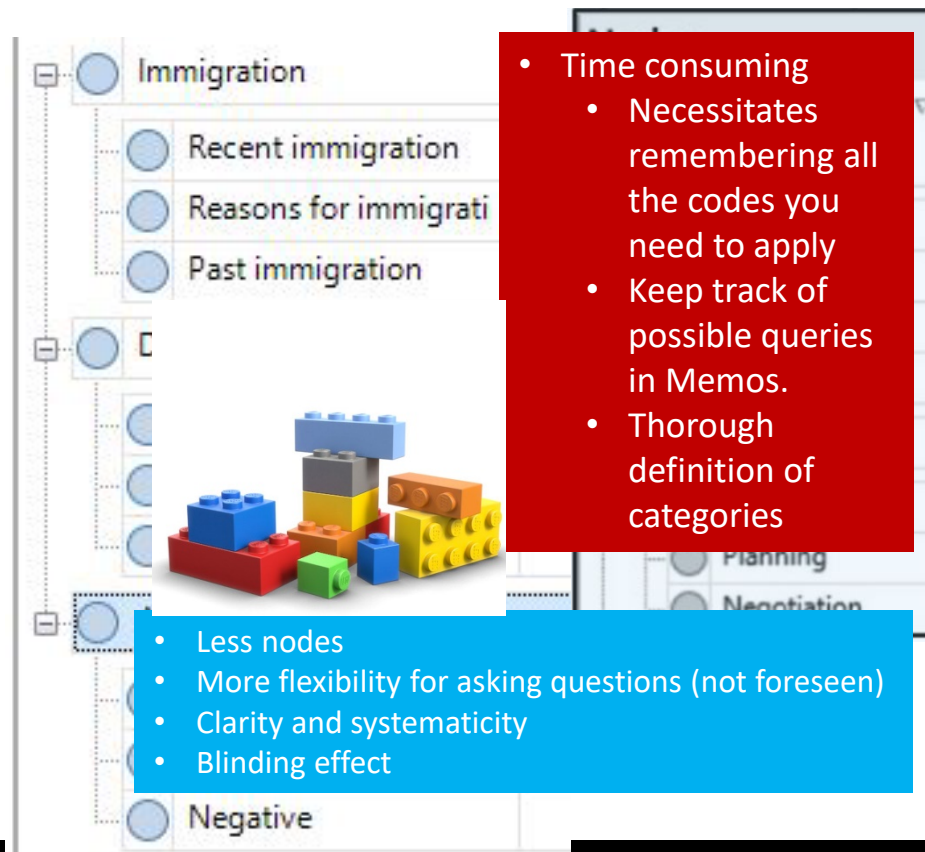 Immigration
Recent immigration
Reasons for immigrati
Past immigration
• Time consuming
• Necessitates
remembering all
the codes you
need to apply
• Keep track of
possible queries
in Memos.
• Thorough
definition of
categories
Planning
Negotiation
• Less nodes
• More flexibility for asking questions (not foreseen)
• Clarity and systematicity
• Blinding effect
Negative